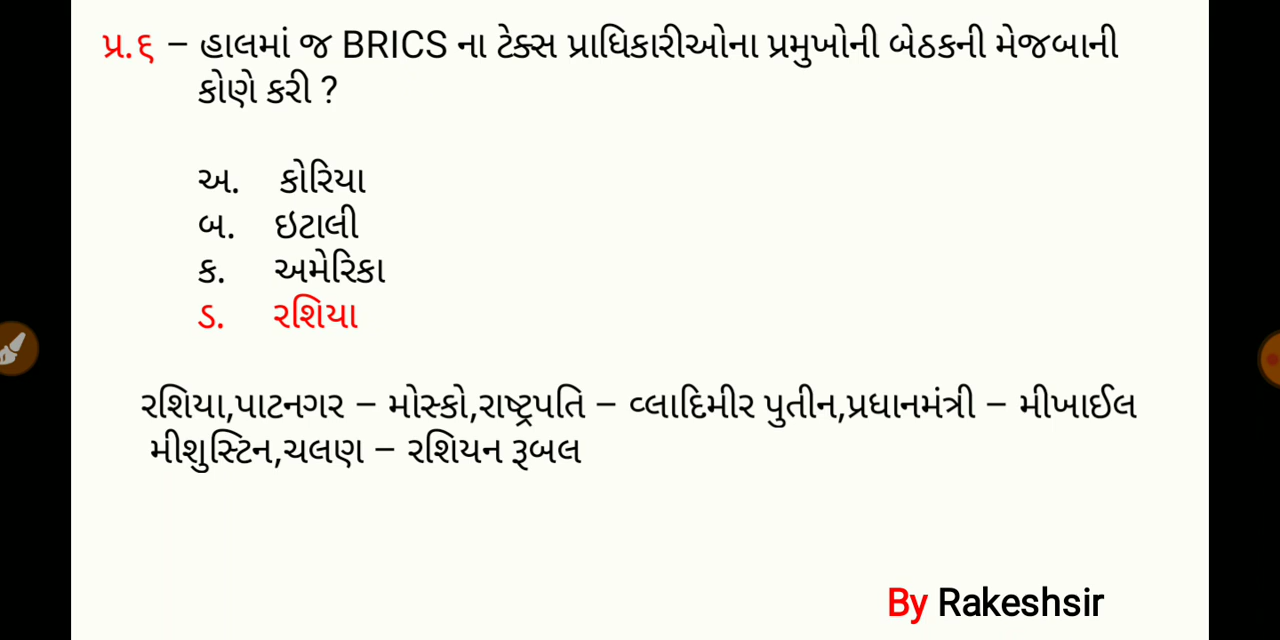 પ્ર.૬ – હાલમાં જ BRICS ના ટેક્સ પ્રાધિકારીઓના પ્રમુખોની બેઠકની મેજબાની
કોણે કરી ?
અ. કોરિયા
બ. ઇટાલી
ક. અમેરિકા
ડ. રશિયા
રશિયા,પાટનગર – મોસ્કો,રાષ્ટ્રપતિ – વ્લાદિમીર પુતીન,પ્રધાનમંત્રી – મીખાઈલ
મીશુસ્ટિન,ચલણ – રશિયન રૂબલ
By Rakeshsir